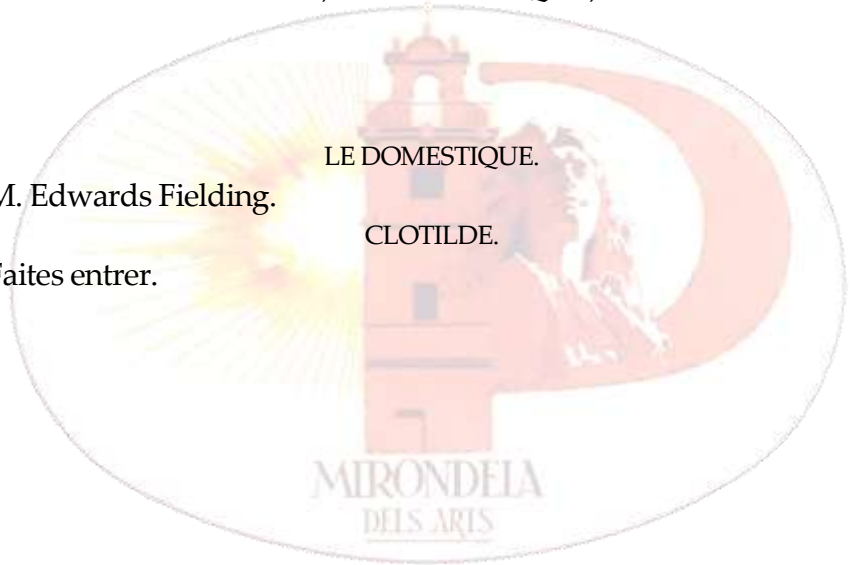 LE DOMESTIQUE.
M. Edwards Fielding.
CLOTILDE.
Faites entrer.
MIRONDELA
DELS ARTS